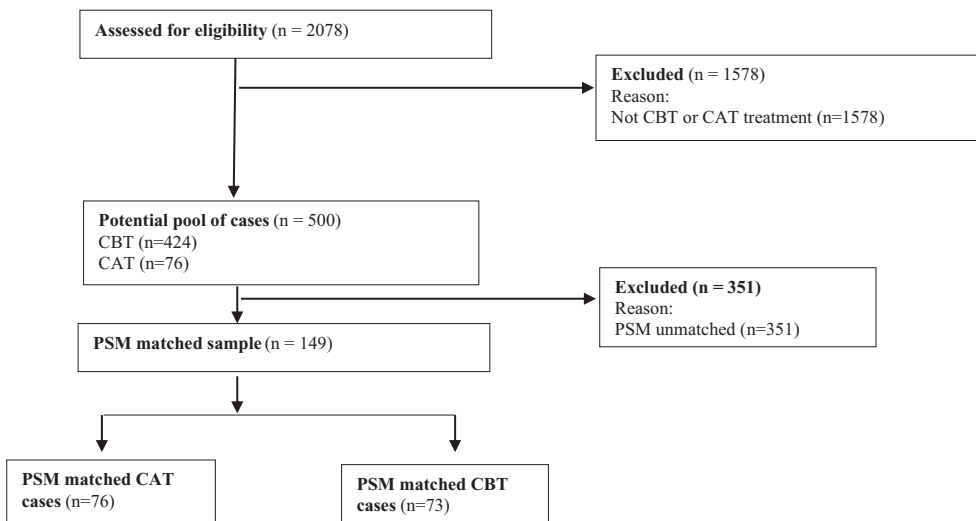 Assessed for eligibility (n = 2078)
Excluded (n = 1578)
Reason:
Not CBT or CAT treatment (n=1578)
Potential pool of cases (n = 500)
CBT (n=424)
CAT (n=76)
Excluded (n = 351)
Reason:
PSM unmatched (n=351)
PSM matched sample (n = 149)
PSM matched CAT
cases (n=76)
PSM matched CBT
cases (n=73)